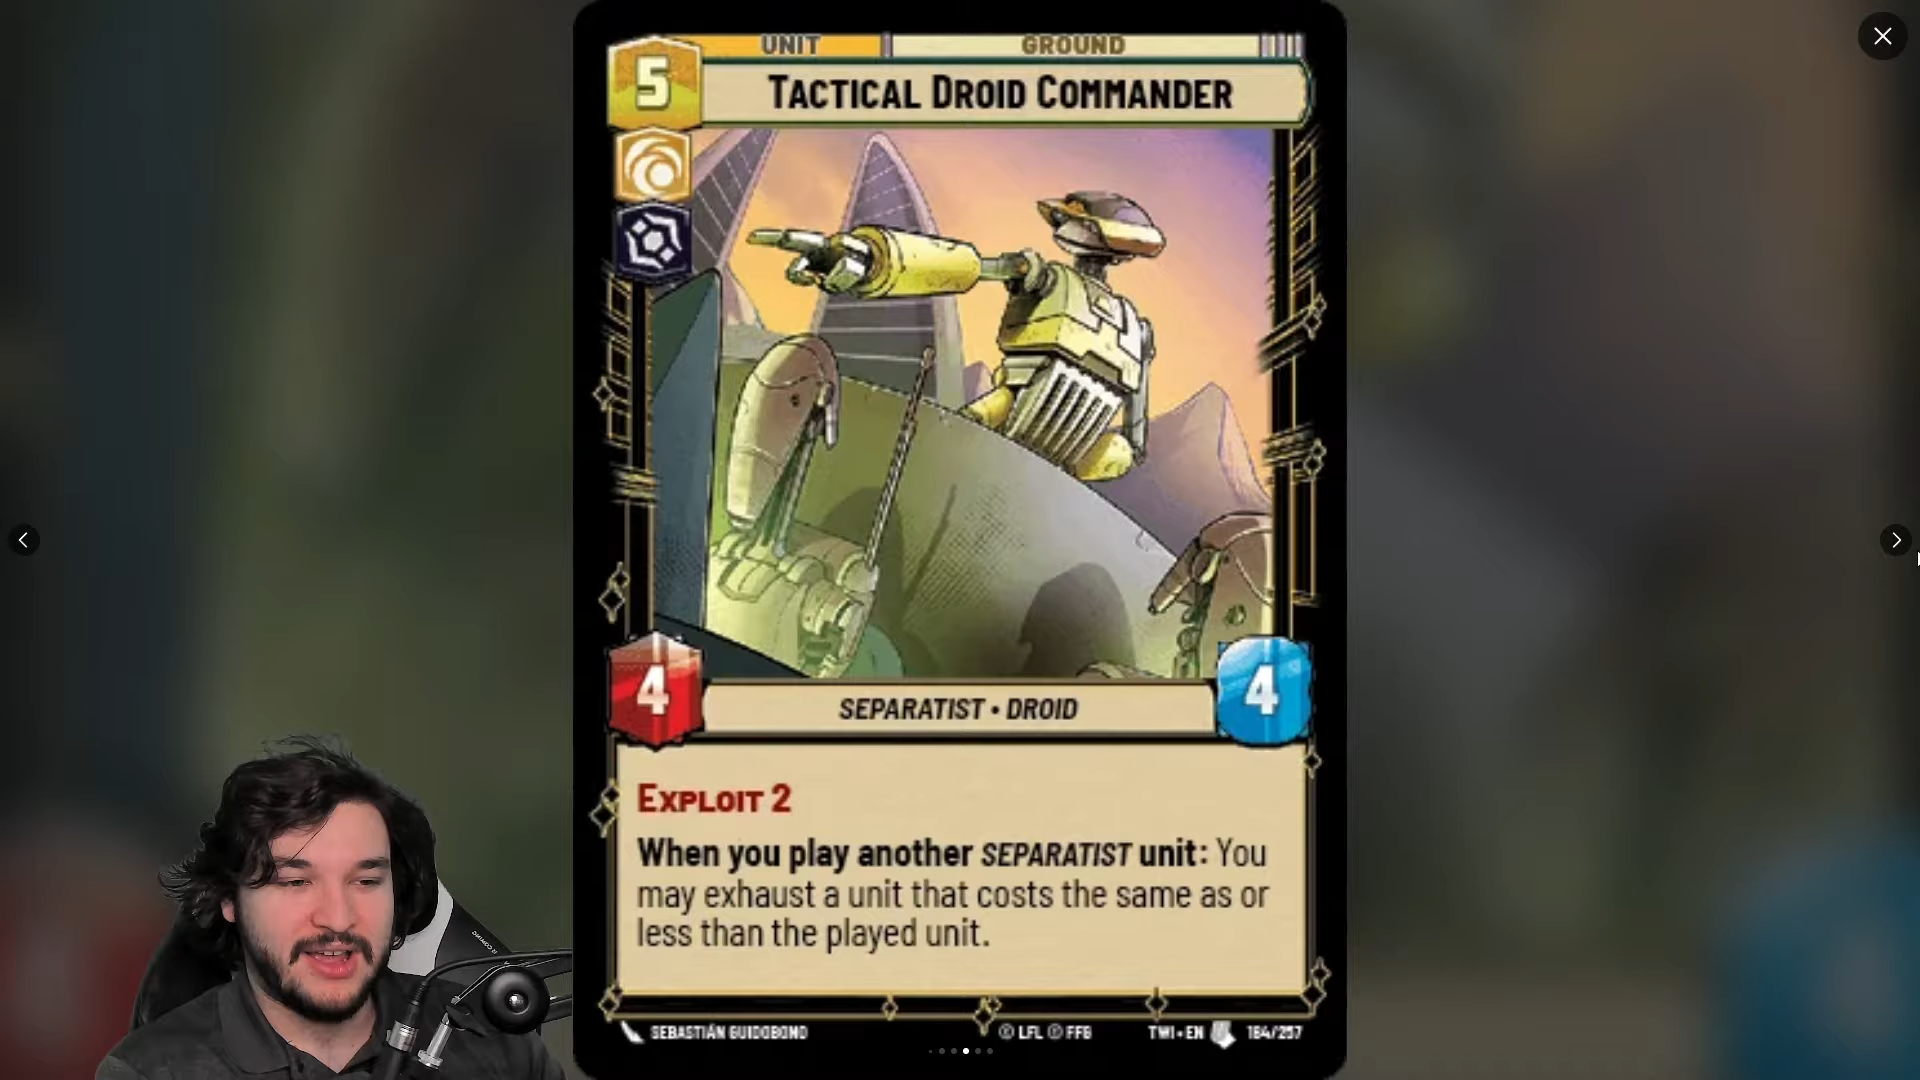 UNIT GROUND
5
TACTICAL DROID COMMANDER
4 SEPARATIST • DROID 4
EXPLOIT 2
When you play another SEPARATIST unit: You
may exhaust a unit that costs the same as or
less than the played unit.
SEBASTIÁN GUIDOBONO © LFL © FFG TWI • EN 164/257